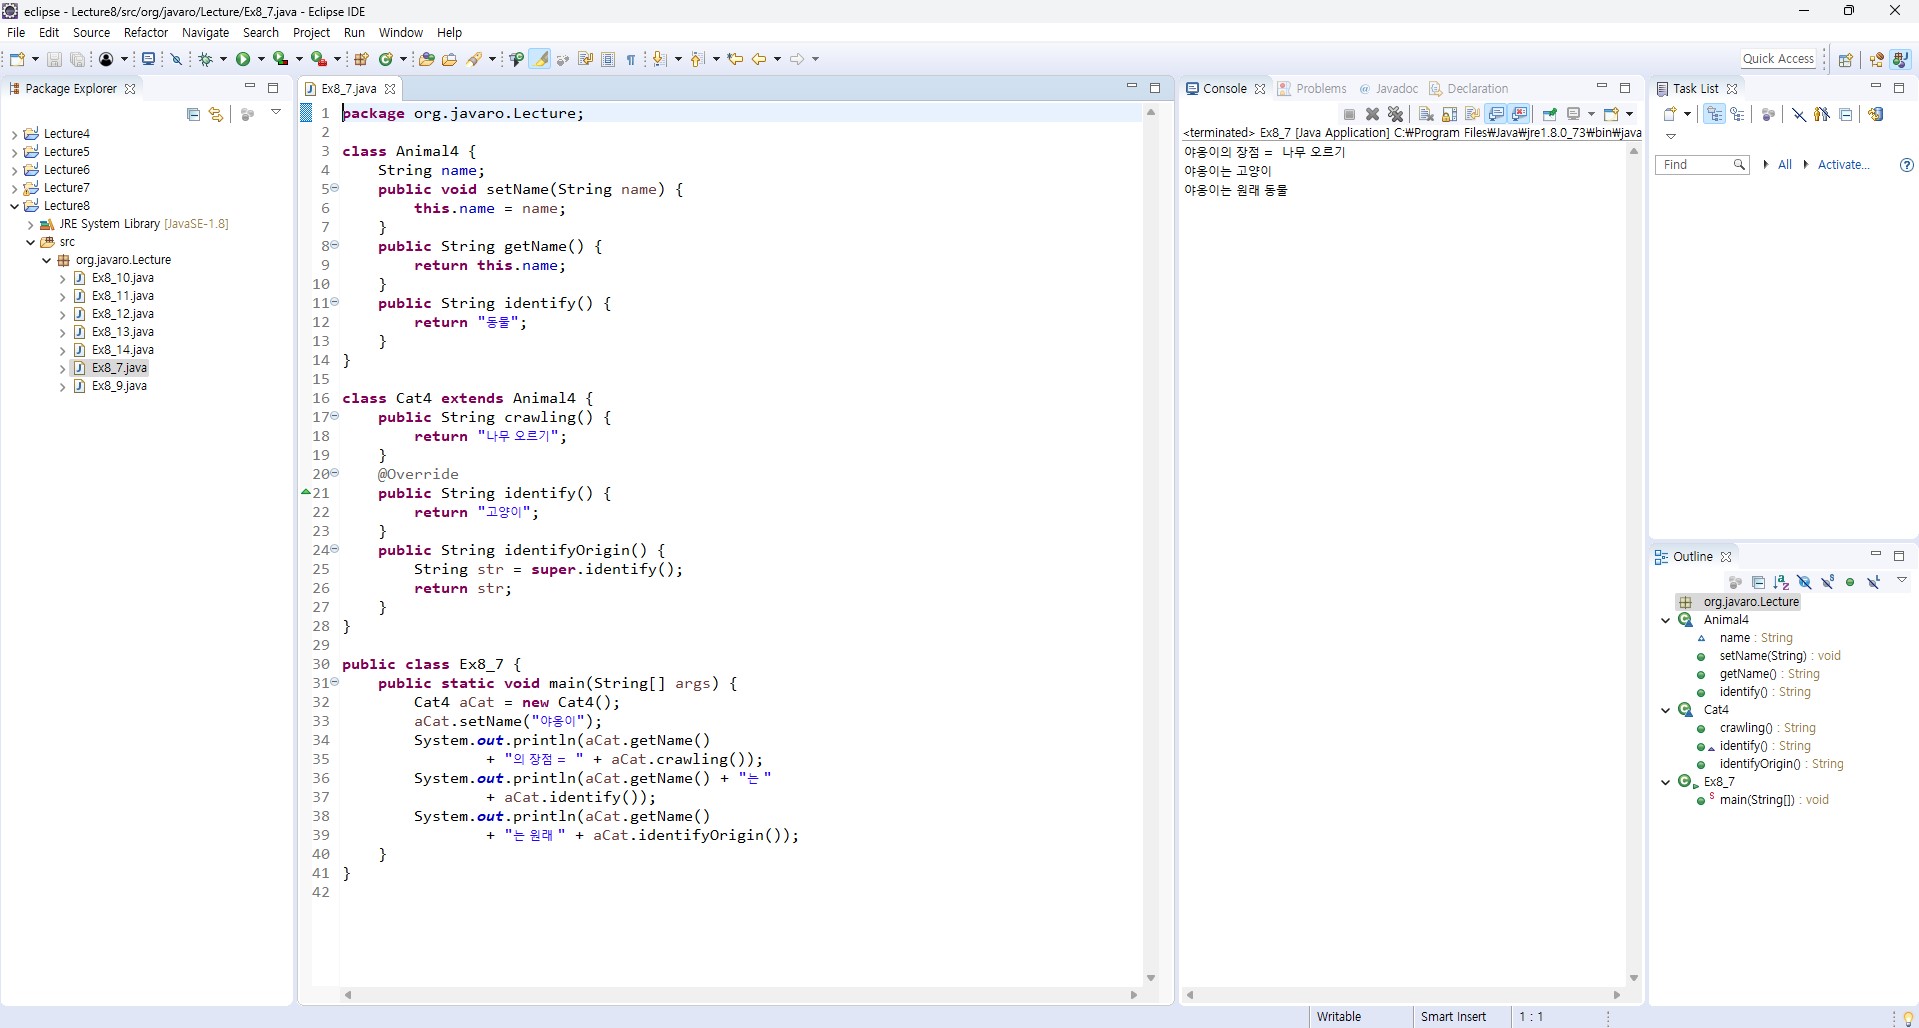 eclipse - Lecture8/src/org/javaro/Lecture/Ex8_7.java - Eclipse IDE
File Edit Source Refactor Navigate Search Project Run Window Help
Quick Access
Package Explorer
Lecture4
Lecture5
Lecture6
Lecture7
Lecture8
JRE System Library [JavaSE-1.8]
src
org.javaro.Lecture
Ex8_10.java
Ex8_11.java
Ex8_12.java
Ex8_13.java
Ex8_14.java
Ex8_7.java
Ex8_9.java
Ex8_7.java
1 package org.javaro.Lecture;
2
3 class Animal4 {
4     String name;
5     public void setName(String name) {
6         this.name = name;
7     }
8     public String getName() {
9         return this.name;
10     }
11     public String identify() {
12         return "동물";
13     }
14 }
15
16 class Cat4 extends Animal4 {
17     public String crawling() {
18         return "나무 오르기";
19     }
20     @Override
21     public String identify() {
22         return "고양이";
23     }
24     public String identifyOrigin() {
25         String str = super.identify();
26         return str;
27     }
28 }
29
30 public class Ex8_7 {
31     public static void main(String[] args) {
32         Cat4 aCat = new Cat4();
33         aCat.setName("야옹이");
34         System.out.println(aCat.getName()
35                 + "의 장점 = " + aCat.crawling());
36         System.out.println(aCat.getName() + "는 "
37                 + aCat.identify());
38         System.out.println(aCat.getName()
39                 + "는 원래 " + aCat.identifyOrigin());
40     }
41 }
42
Console Problems @ Javadoc Declaration
<terminated> Ex8_7 [Java Application] C:₩Program Files₩Java₩jre1.8.0_73₩bin₩java
야옹이의 장점 = 나무 오르기
야옹이는 고양이
야옹이는 원래 동물
Task List
Find All Activate...
Outline
org.javaro.Lecture
Animal4
name : String
setName(String) : void
getName() : String
identify() : String
Cat4
crawling() : String
identify() : String
identifyOrigin() : String
Ex8_7
main(String[]) : void
Writable Smart Insert 1 : 1